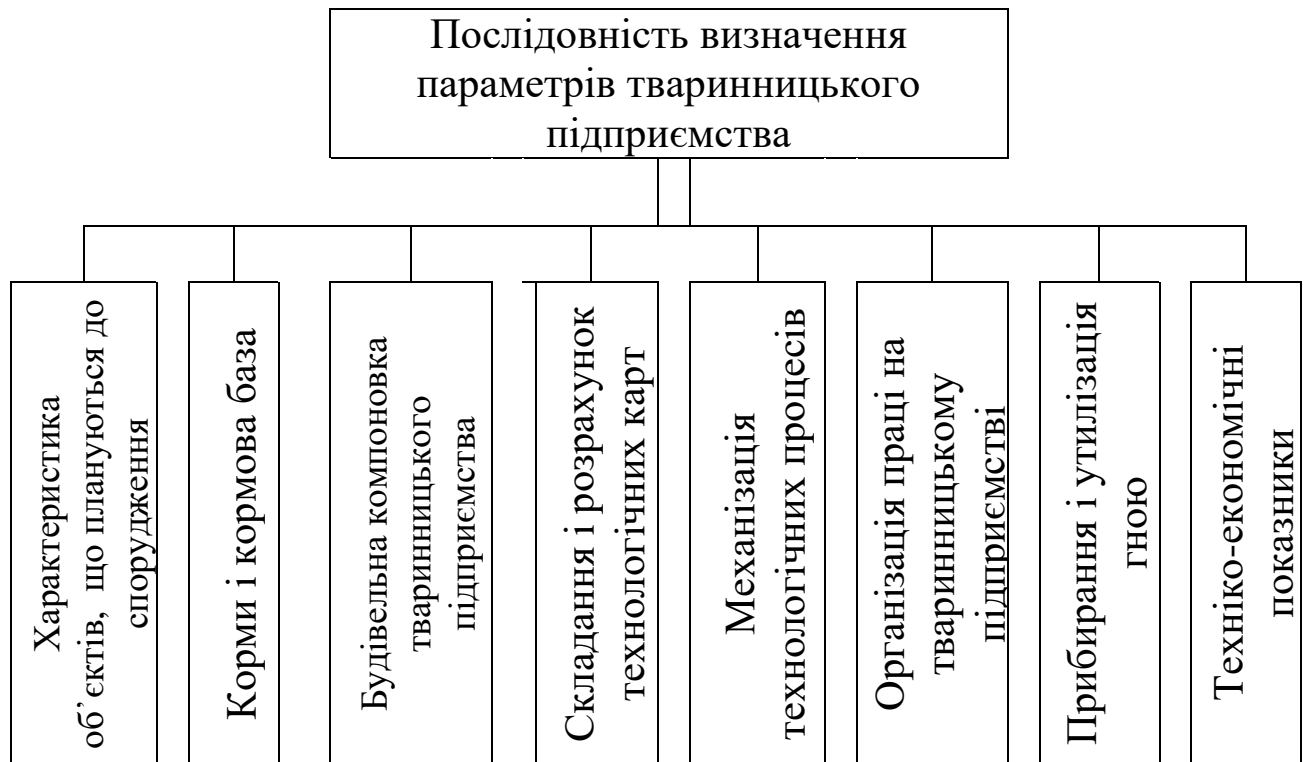 Послідовність визначення
параметрів тваринницького
підприємства
Характеристика
об’єктів, що плануються до
спорудження
Корми і кормова база
Будівельна компоновка
тваринницького
підприємства
Складання і розрахунок
технологічних карт
Механізація
технологічних процесів
Організація праці на
тваринницькому
підприємстві
Прибирання і утилізація
гною
Техніко-економічні
показники